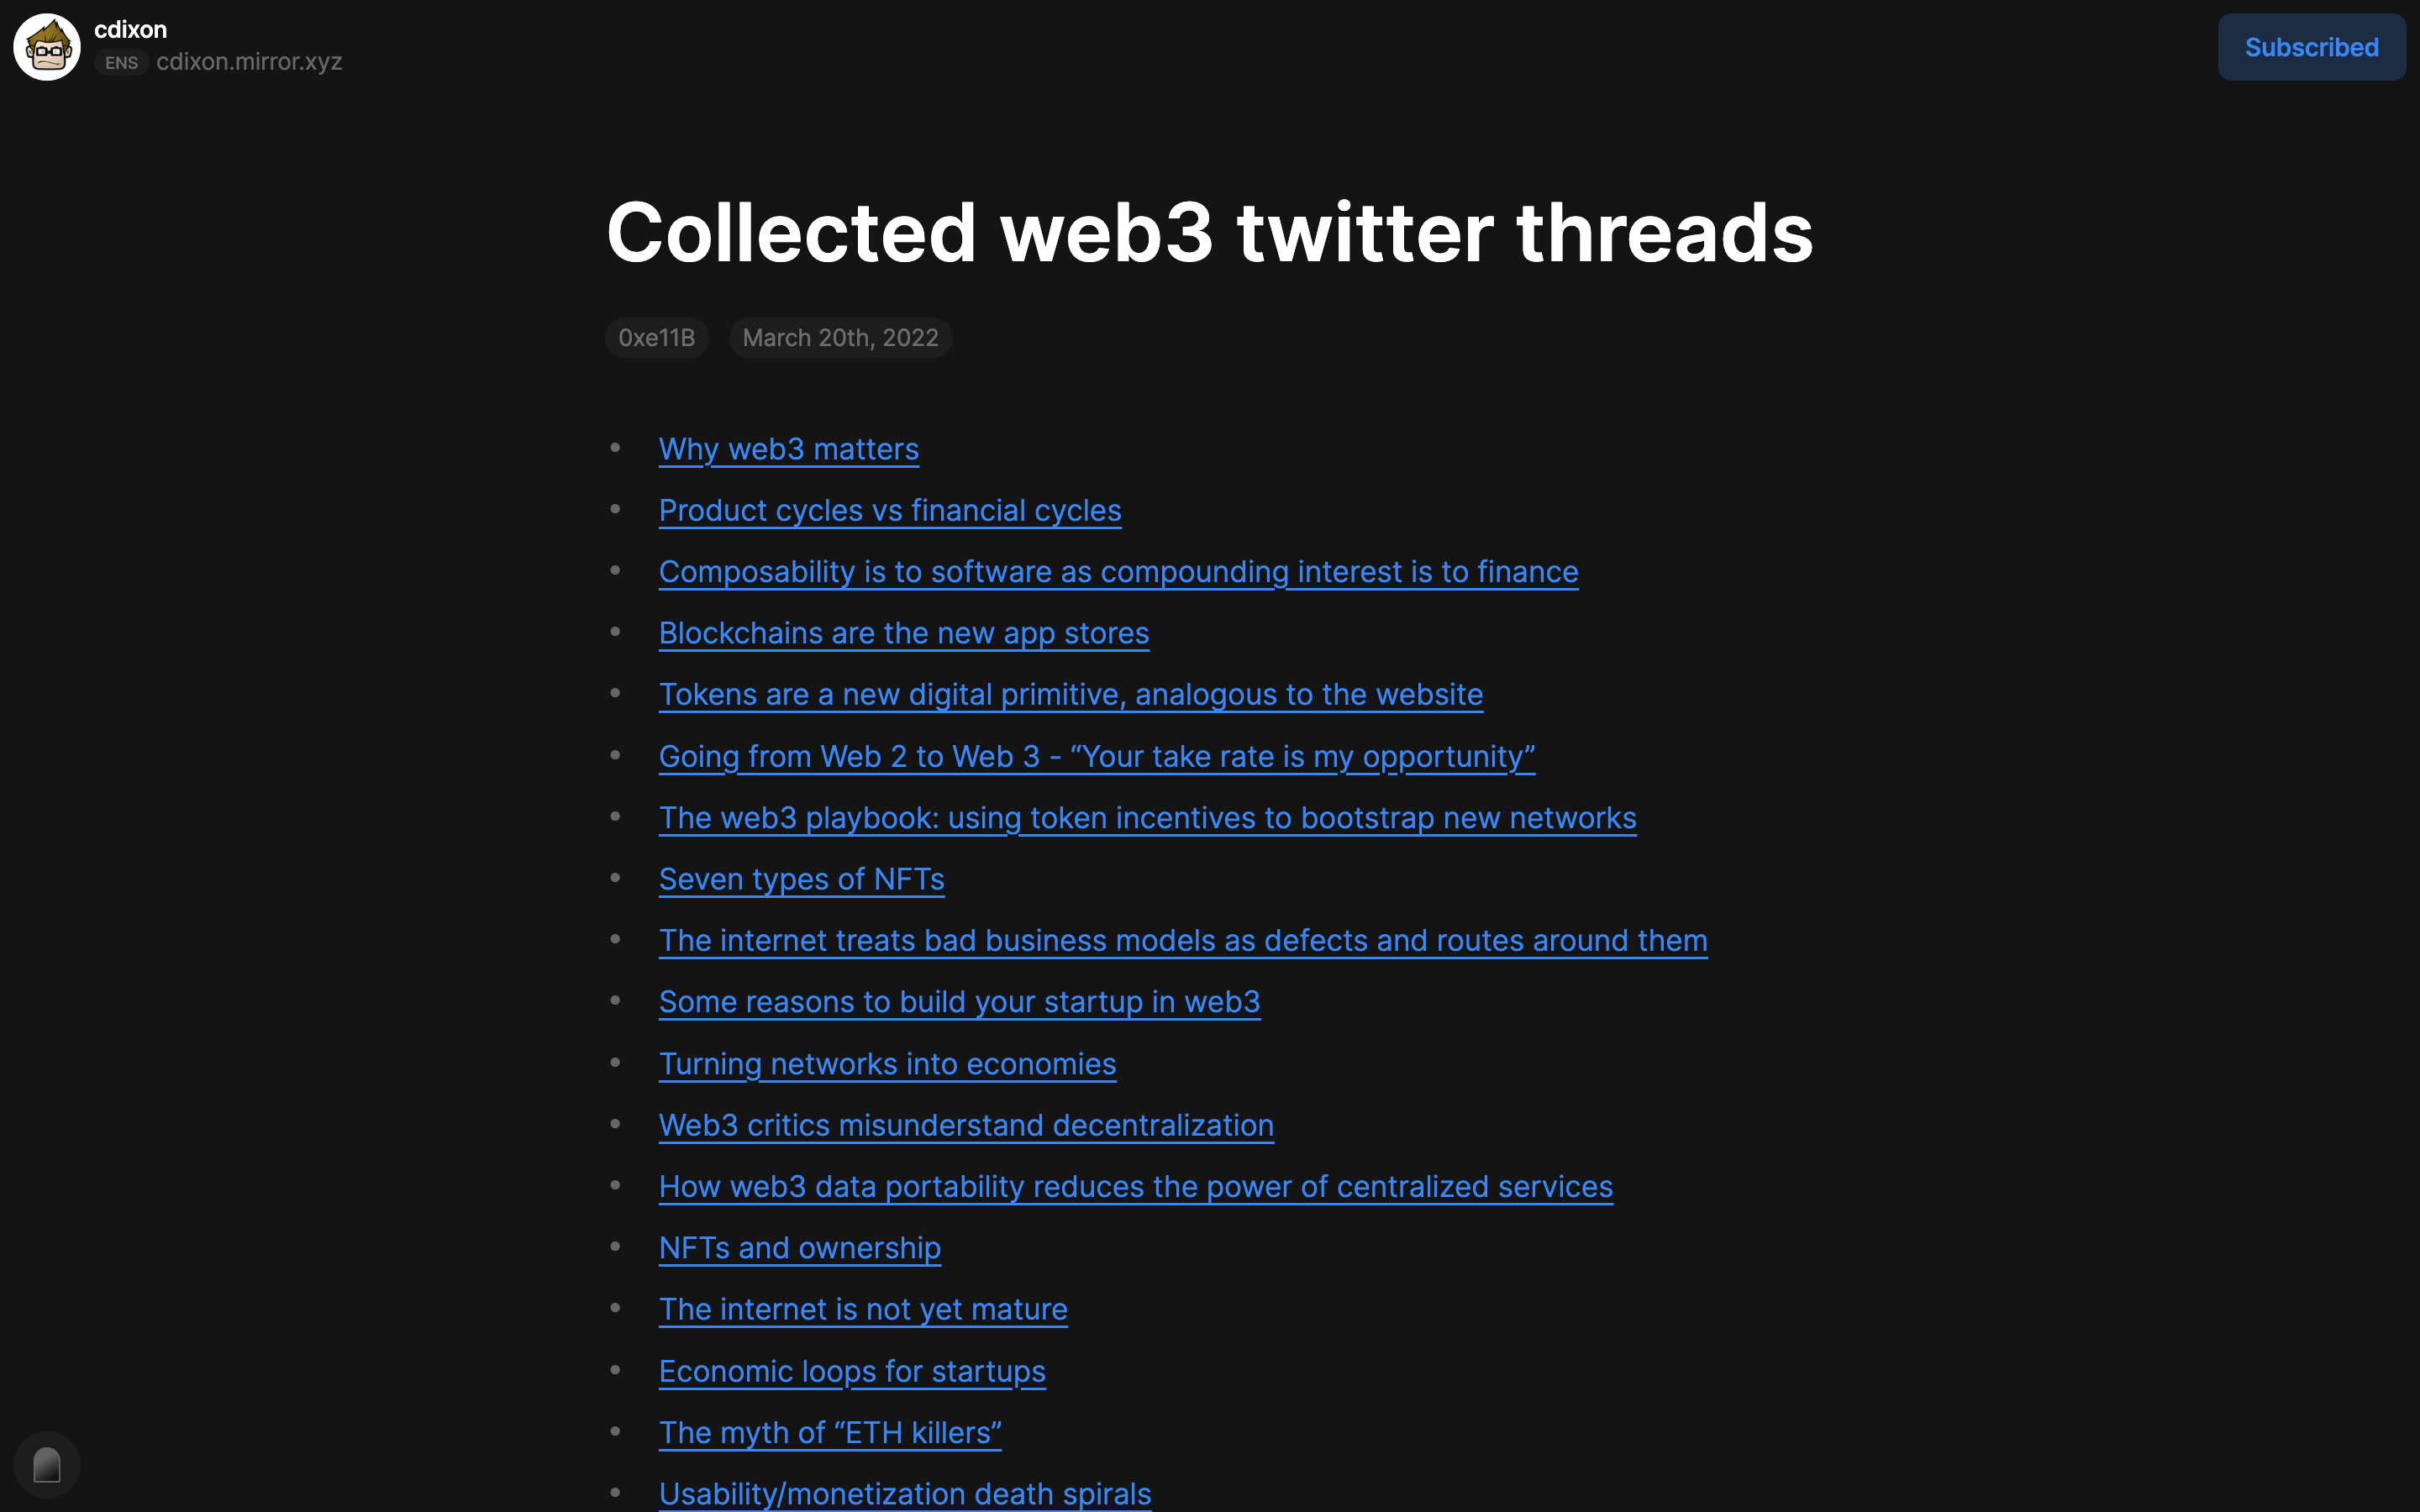 cdixon
ENS cdixon.mirror.xyz
Subscribed
Collected web3 twitter threads
0xe11B March 20th, 2022
• Why web3 matters
• Product cycles vs financial cycles
• Composability is to software as compounding interest is to finance
• Blockchains are the new app stores
• Tokens are a new digital primitive, analogous to the website
• Going from Web 2 to Web 3 - “Your take rate is my opportunity”
• The web3 playbook: using token incentives to bootstrap new networks
• Seven types of NFTs
• The internet treats bad business models as defects and routes around them
• Some reasons to build your startup in web3
• Turning networks into economies
• Web3 critics misunderstand decentralization
• How web3 data portability reduces the power of centralized services
• NFTs and ownership
• The internet is not yet mature
• Economic loops for startups
• The myth of “ETH killers”
• Usability/monetization death spirals